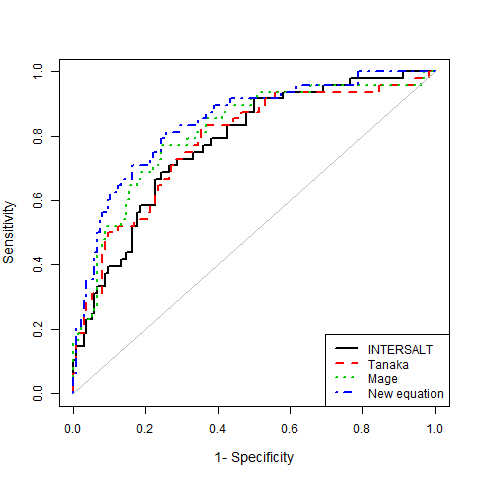 1.0
0.8
0.6
0.4
0.2
0.0
Sensitivity
0.0 0.2 0.4 0.6 0.8 1.0
1- Specificity
INTERSALT
Tanaka
Mage
New equation